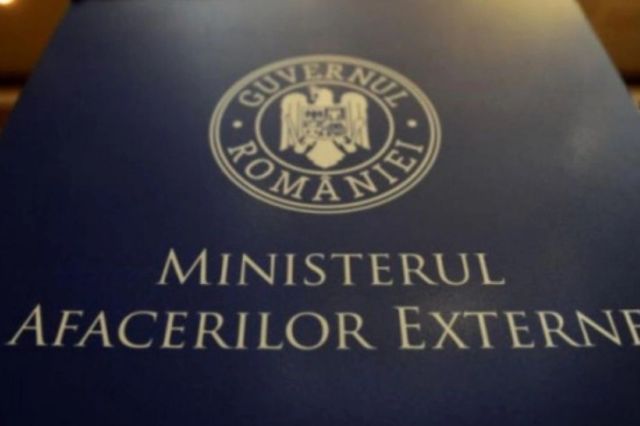 GUVERNUL
ROMÂNIEI
MINISTERUL
AFACERILOR EXTERNE